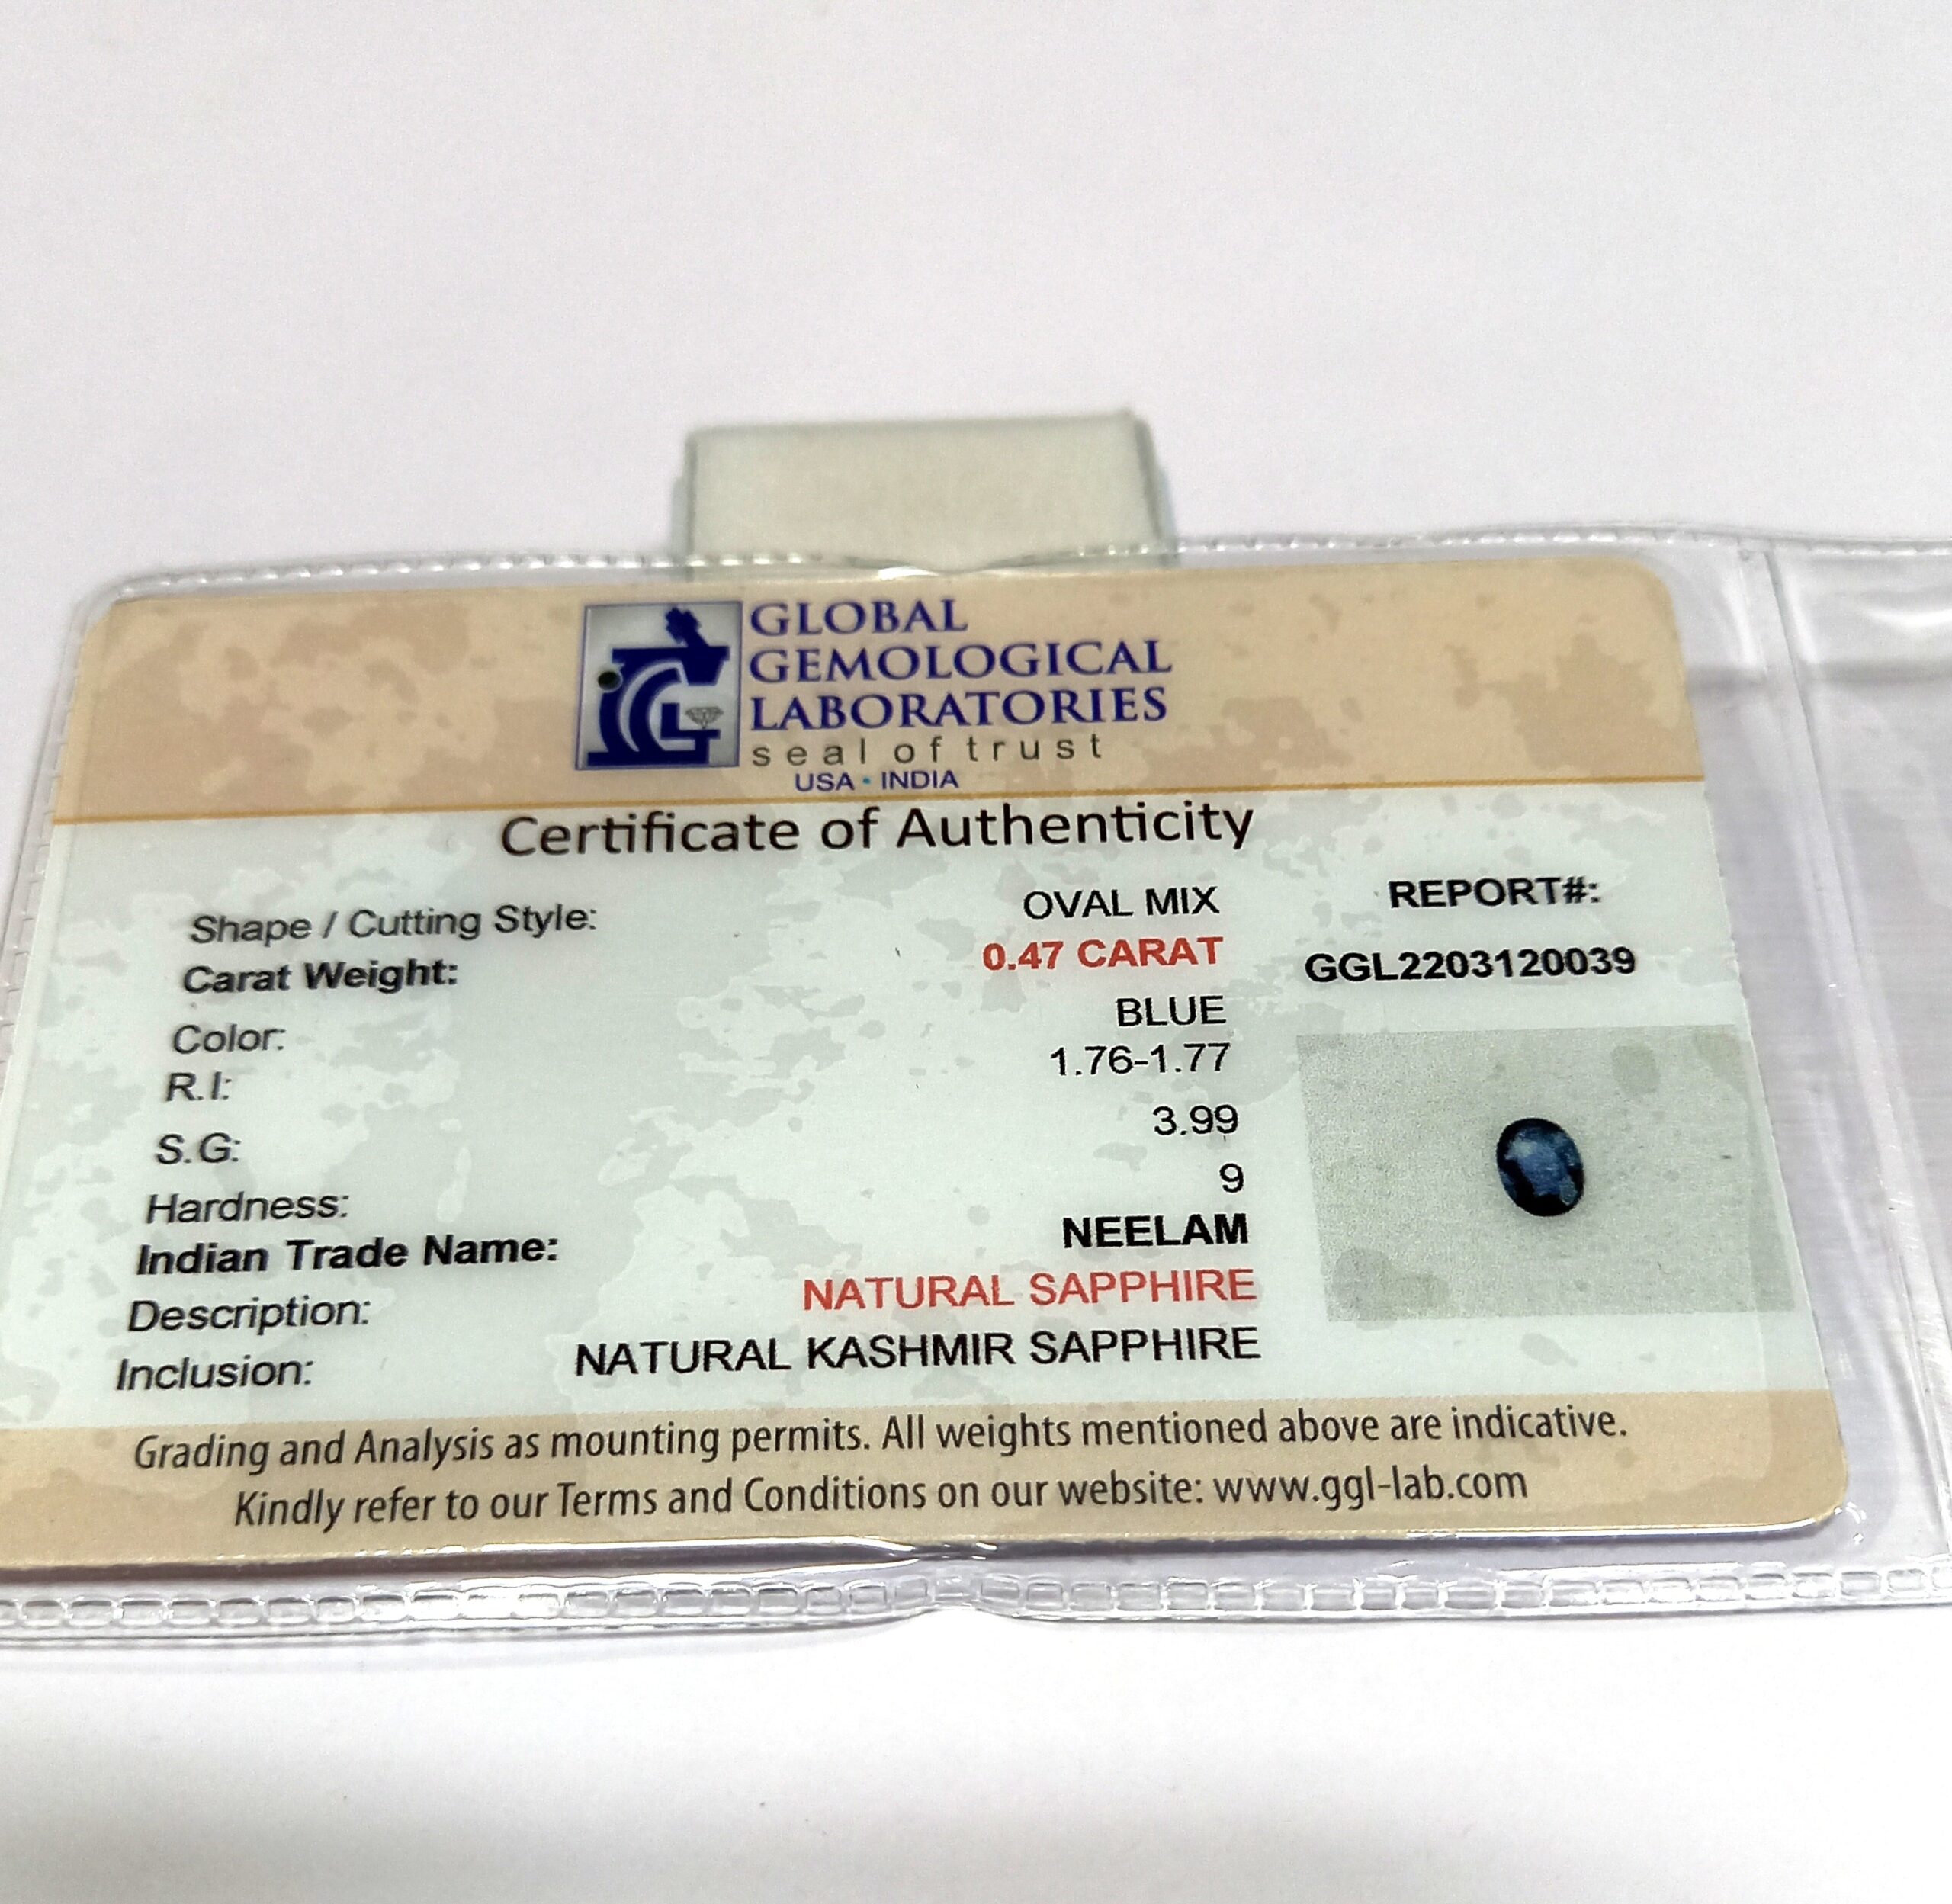 GLOBAL
GEMOLOGICAL
LABORATORIES
seal of trust
USA • INDIA
Certificate of Authenticity
Shape / Cutting Style: OVAL MIX
Carat Weight: 0.47 CARAT
Color: BLUE
R.I: 1.76-1.77
S.G: 3.99
Hardness: 9
Indian Trade Name: NEELAM
Description: NATURAL SAPPHIRE
Inclusion: NATURAL KASHMIR SAPPHIRE
REPORT#:
GGL2203120039
Grading and Analysis as mounting permits. All weights mentioned above are indicative.
Kindly refer to our Terms and Conditions on our website: www.ggl-lab.com